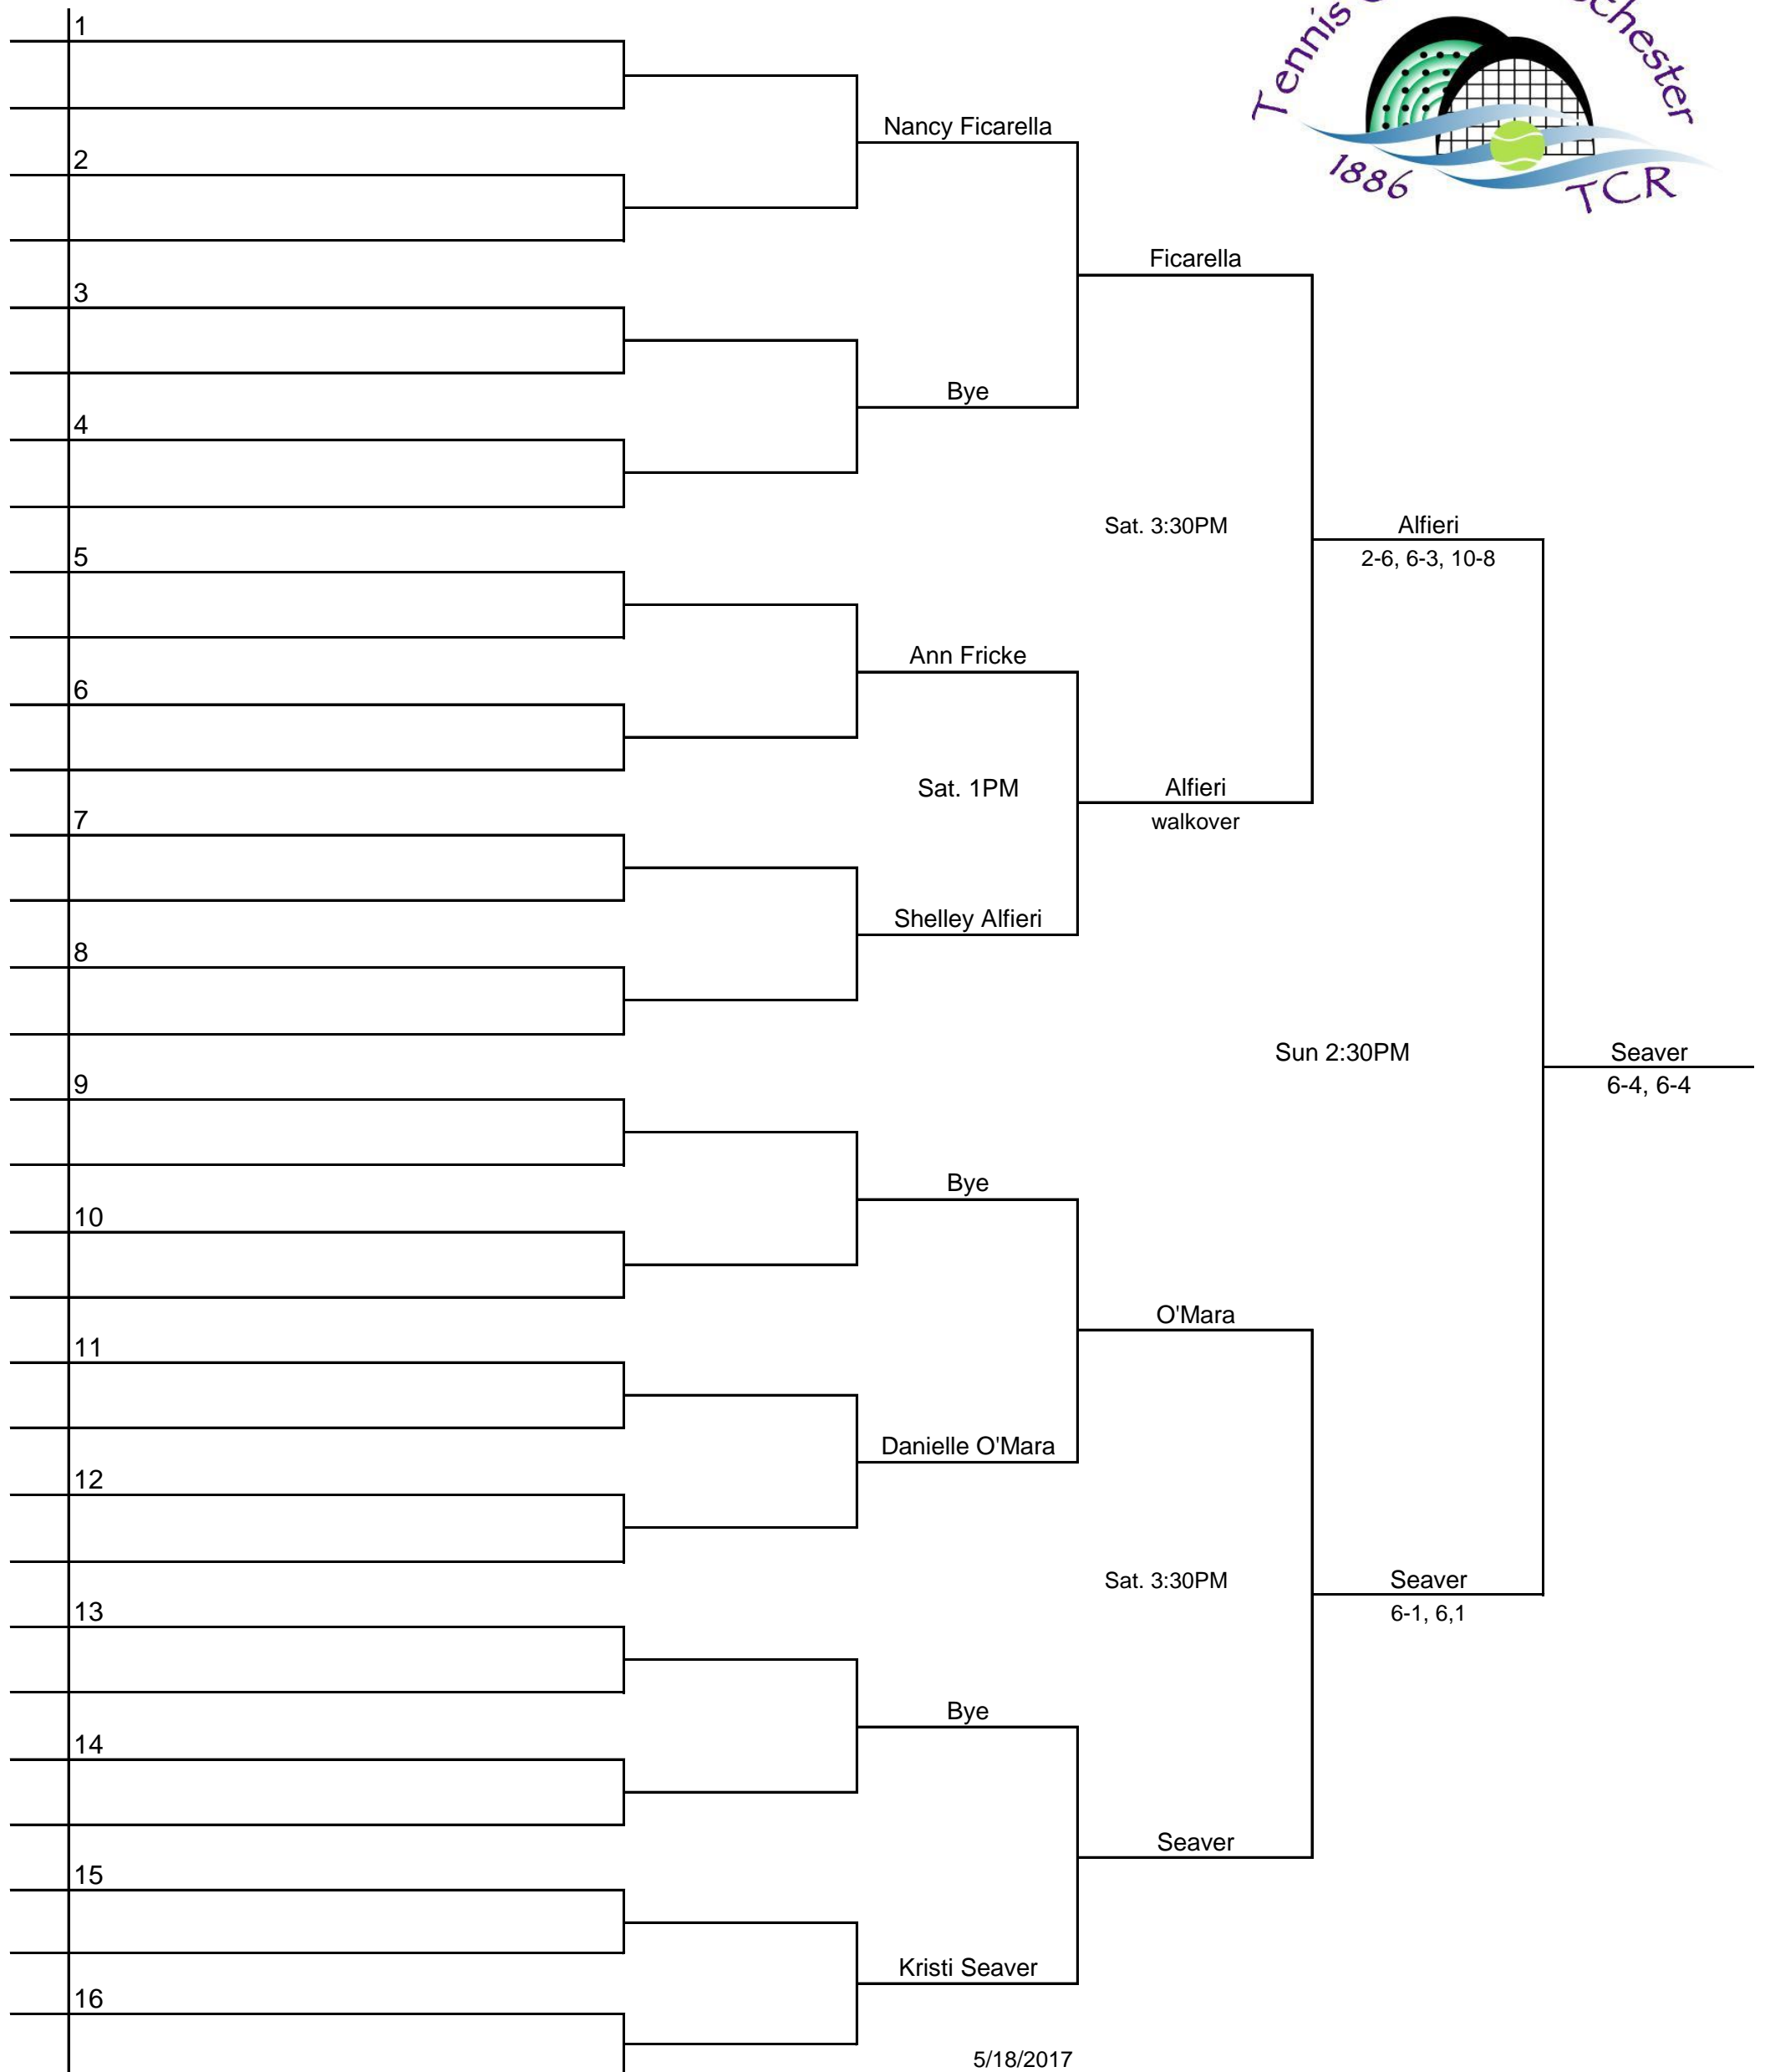 Tennis
chester
1886
TCR
1
Nancy Ficarella
2
Ficarella
3
Bye
4
Sat. 3:30PM
Alfieri
2-6, 6-3, 10-8
5
Ann Fricke
6
Sat. 1PM
Alfieri
walkover
7
Shelley Alfieri
8
Sun 2:30PM
Seaver
6-4, 6-4
9
Bye
10
O'Mara
11
Danielle O'Mara
12
Sat. 3:30PM
Seaver
6-1, 6,1
13
Bye
14
Seaver
15
Kristi Seaver
16
5/18/2017